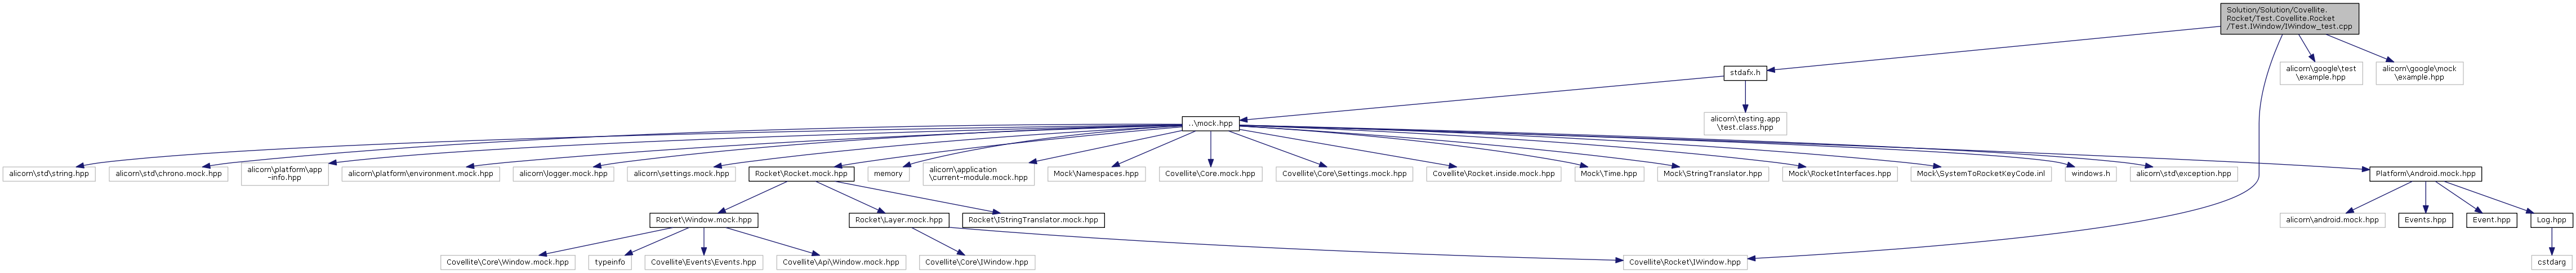 Solution/Solution/Covellite.
Rocket/Test.Covellite.Rocket
/Test.IWindow/IWindow_test.cpp
stdafx.h
alicorn\google\test
\example.hpp
alicorn\google\mock
\example.hpp
..\mock.hpp
alicorn\testing.app
\test.class.hpp
alicorn\std\string.hpp
alicorn\std\chrono.mock.hpp
alicorn\platform\app
-info.hpp
alicorn\platform\environment.mock.hpp
alicorn\logger.mock.hpp
alicorn\settings.mock.hpp
Rocket\Rocket.mock.hpp
memory
alicorn\application
\current-module.mock.hpp
Mock\Namespaces.hpp
Covellite\Core.mock.hpp
Covellite\Core\Settings.mock.hpp
Covellite\Rocket.inside.mock.hpp
Mock\Time.hpp
Mock\StringTranslator.hpp
Mock\RocketInterfaces.hpp
Mock\SystemToRocketKeyCode.inl
windows.h
alicorn\std\exception.hpp
Platform\Android.mock.hpp
Rocket\Window.mock.hpp
Rocket\Layer.mock.hpp
Rocket\IStringTranslator.mock.hpp
alicorn\android.mock.hpp
Events.hpp
Event.hpp
Log.hpp
Covellite\Core\Window.mock.hpp
typeinfo
Covellite\Events\Events.hpp
Covellite\Api\Window.mock.hpp
Covellite\Core\IWindow.hpp
Covellite\Rocket\IWindow.hpp
cstdarg